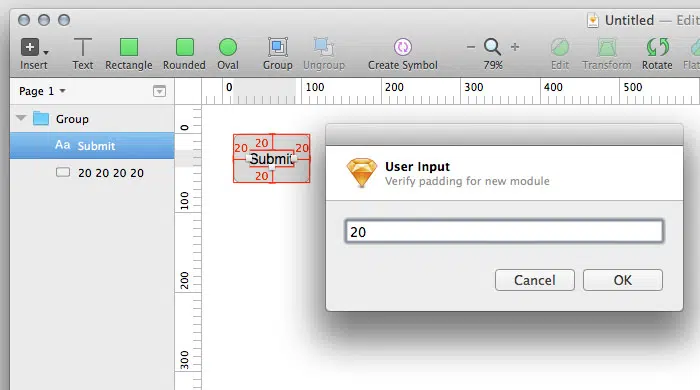 Untitled — Edit
Insert Text Rectangle Rounded Oval Group Ungroup Create Symbol 79% Edit Transform Rotate Flat
Page 1
0 100 200 300 400 500
Group
Aa Submit
20 20 20 20
0
100
200
300
20
20 Submit 20
20
User Input
Verify padding for new module
20
Cancel OK